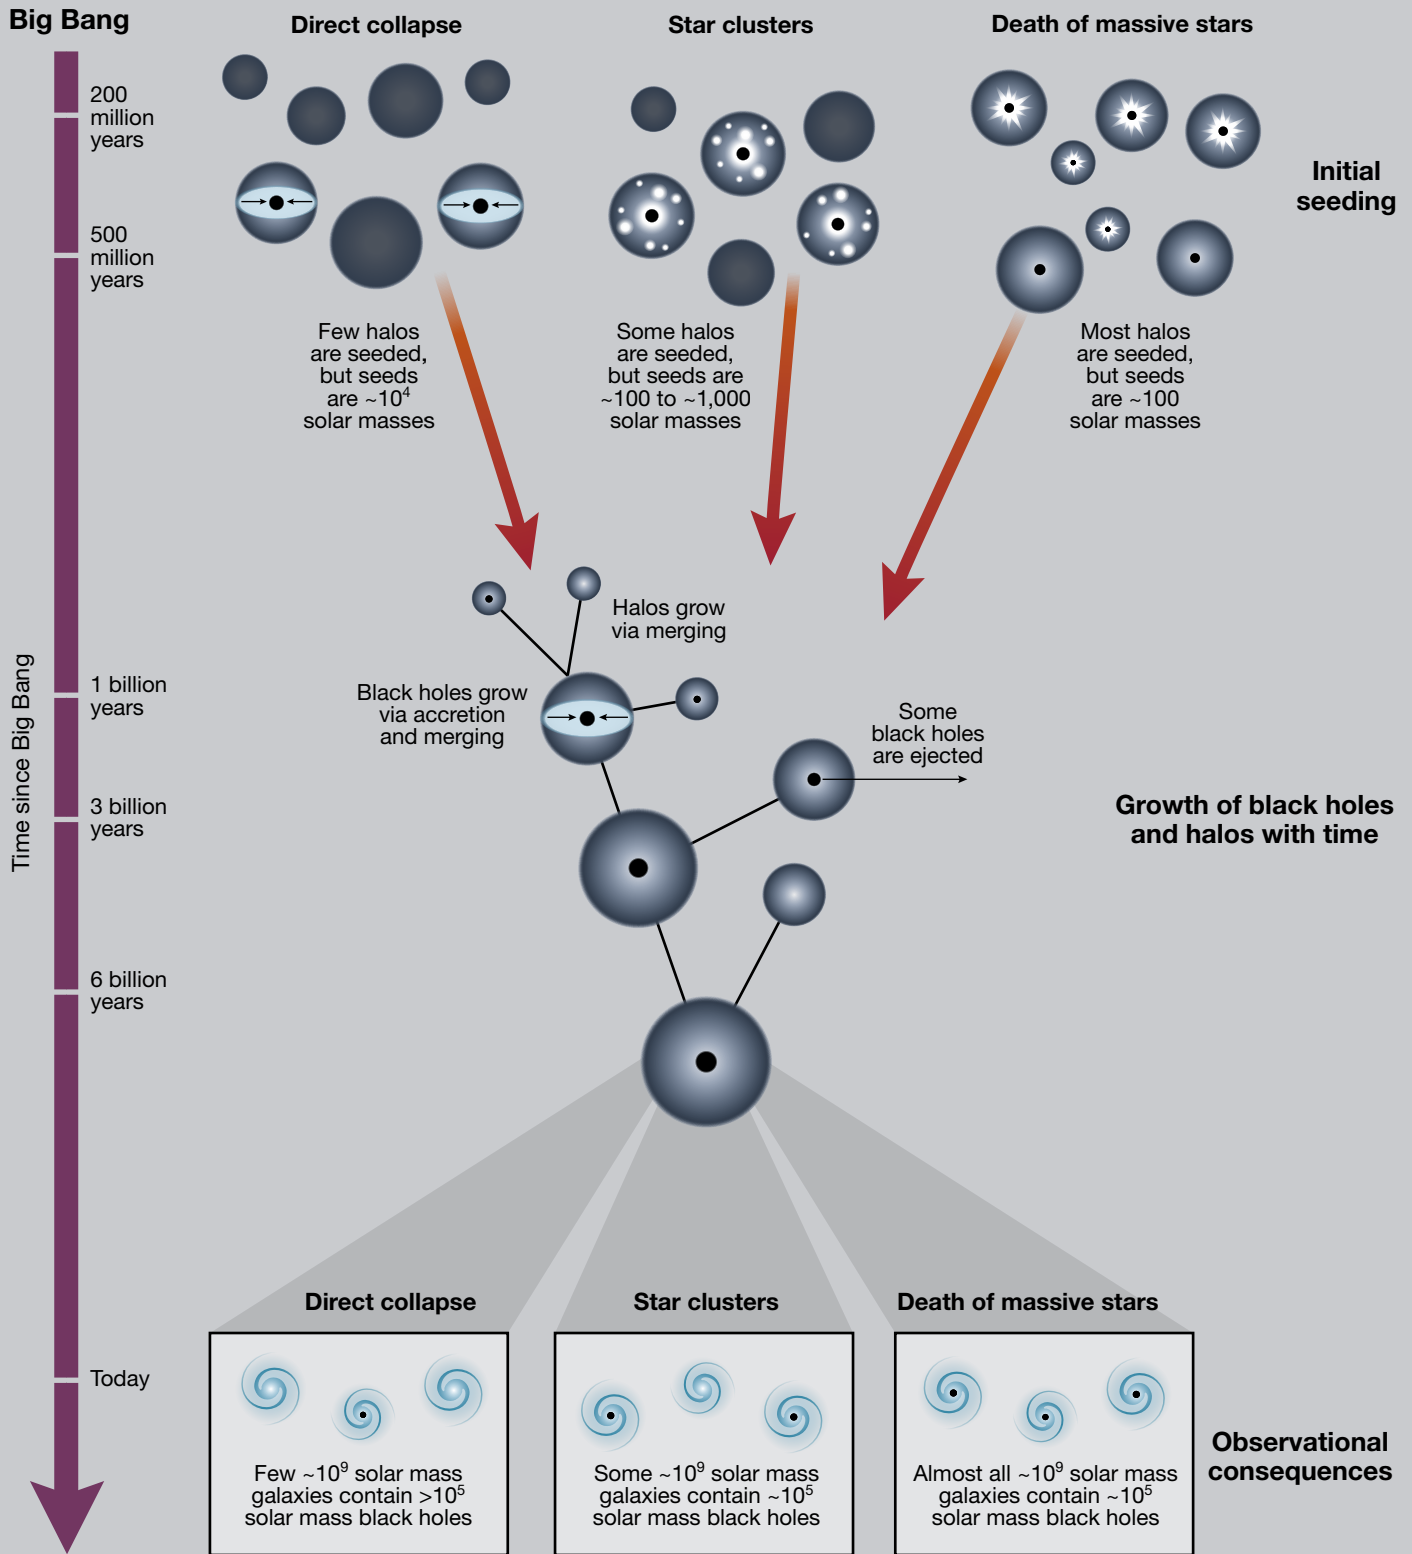 Big Bang
Direct collapse
Star clusters
Death of massive stars
200
million
years
500
million
years
Initial
seeding
Few halos
are seeded,
but seeds
are ~10⁴
solar masses
Some halos
are seeded,
but seeds are
~100 to ~1,000
solar masses
Most halos
are seeded,
but seeds
are ~100
solar masses
Halos grow
via merging
Time since Big Bang
1 billion
years
Black holes grow
via accretion
and merging
Some
black holes
are ejected
3 billion
years
Growth of black holes
and halos with time
6 billion
years
Direct collapse
Star clusters
Death of massive stars
Today
Few ~10⁹ solar mass
galaxies contain >10⁵
solar mass black holes
Some ~10⁹ solar mass
galaxies contain ~10⁵
solar mass black holes
Almost all ~10⁹ solar mass
galaxies contain ~10⁵
solar mass black holes
Observational
consequences